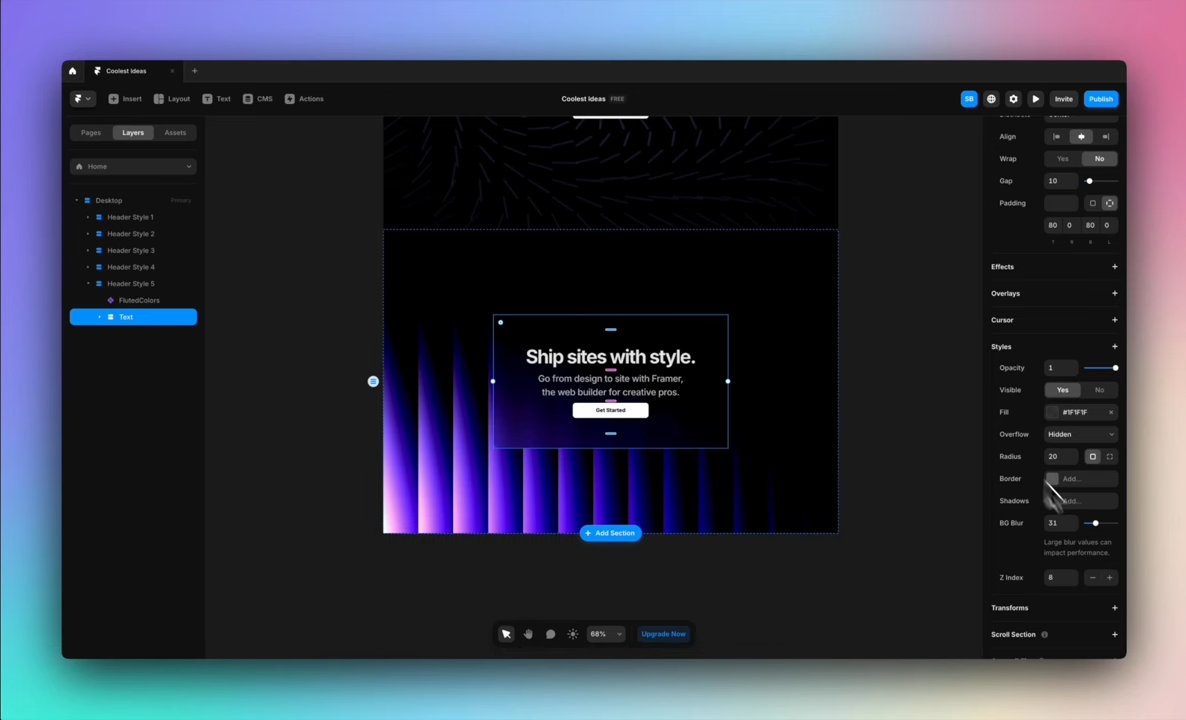 Coolest Ideas
Insert
Layout
Text
CMS
Actions
Coolest Ideas FREE
SB
Invite
Publish
Pages
Layers
Assets
Home
Desktop Primary
Header Style 1
Header Style 2
Header Style 3
Header Style 4
Header Style 5
FlutedColors
Text
Ship sites with style.
Go from design to site with Framer,
the web builder for creative pros.
Get Started
Add Section
68%
Upgrade Now
Align
Wrap Yes No
Gap 10
Padding
80 0 80 0
T R B L
Effects
Overlays
Cursor
Styles
Opacity 1
Visible Yes No
Fill #1F1F1F
Overflow Hidden
Radius 20
Border Add...
Shadows Add...
BG Blur 31
Large blur values can
impact performance.
Z Index 8
Transforms
Scroll Section